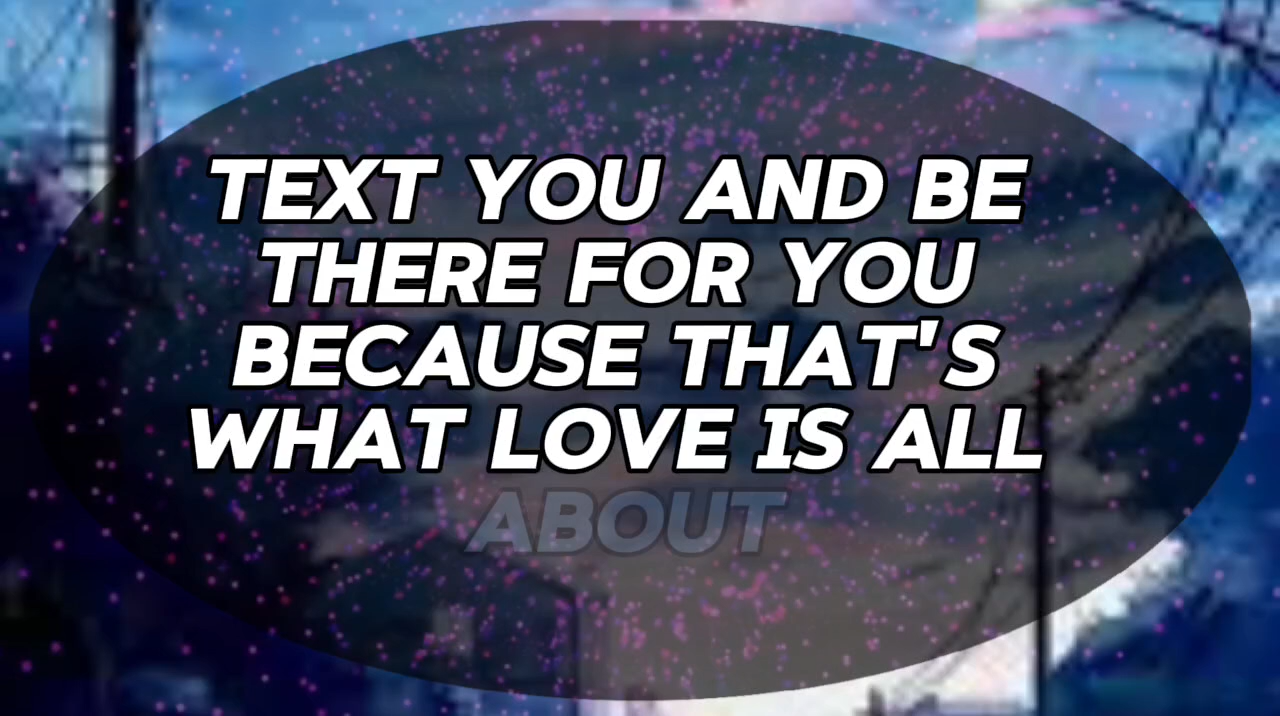 TEXT YOU AND BE
THERE FOR YOU
BECAUSE THAT'S
WHAT LOVE IS ALL
ABOUT